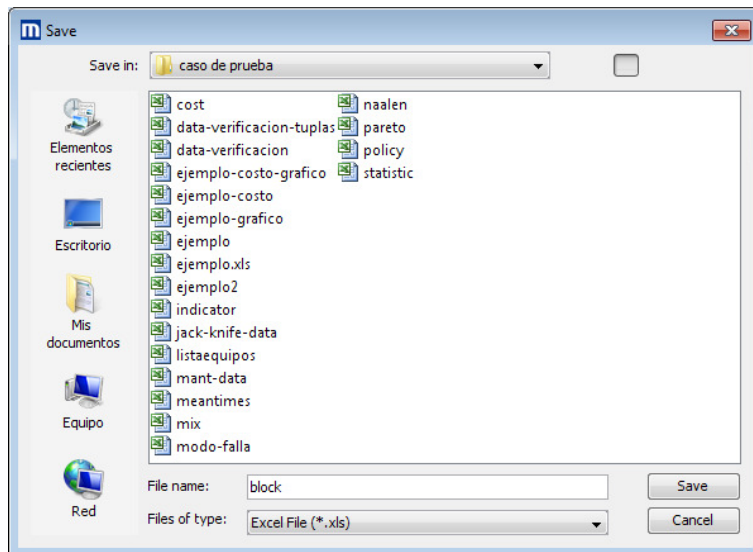 m Save
Save in: caso de prueba
Elementos recientes
Escritorio
Mis documentos
Equipo
Red
cost
data-verificacion-tuplas
data-verificacion
ejemplo-costo-grafico
ejemplo-costo
ejemplo-grafico
ejemplo
ejemplo.xls
ejemplo2
indicator
jack-knife-data
listaequipos
mant-data
meantimes
mix
modo-falla
naalen
pareto
policy
statistic
File name: block Save
Files of type: Excel File (*.xls) Cancel